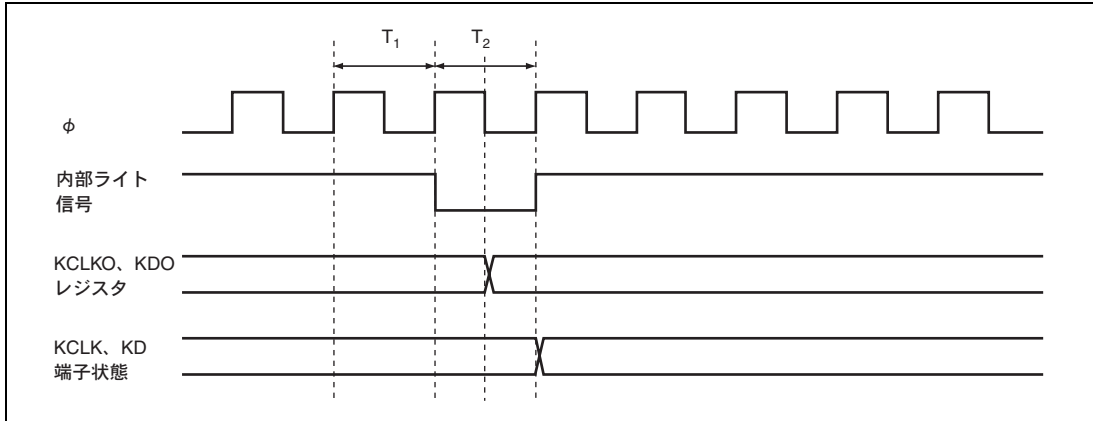 T1
T2
φ
内部ライト
信号
KCLKO、KDO
レジスタ
KCLK、KD
端子状態